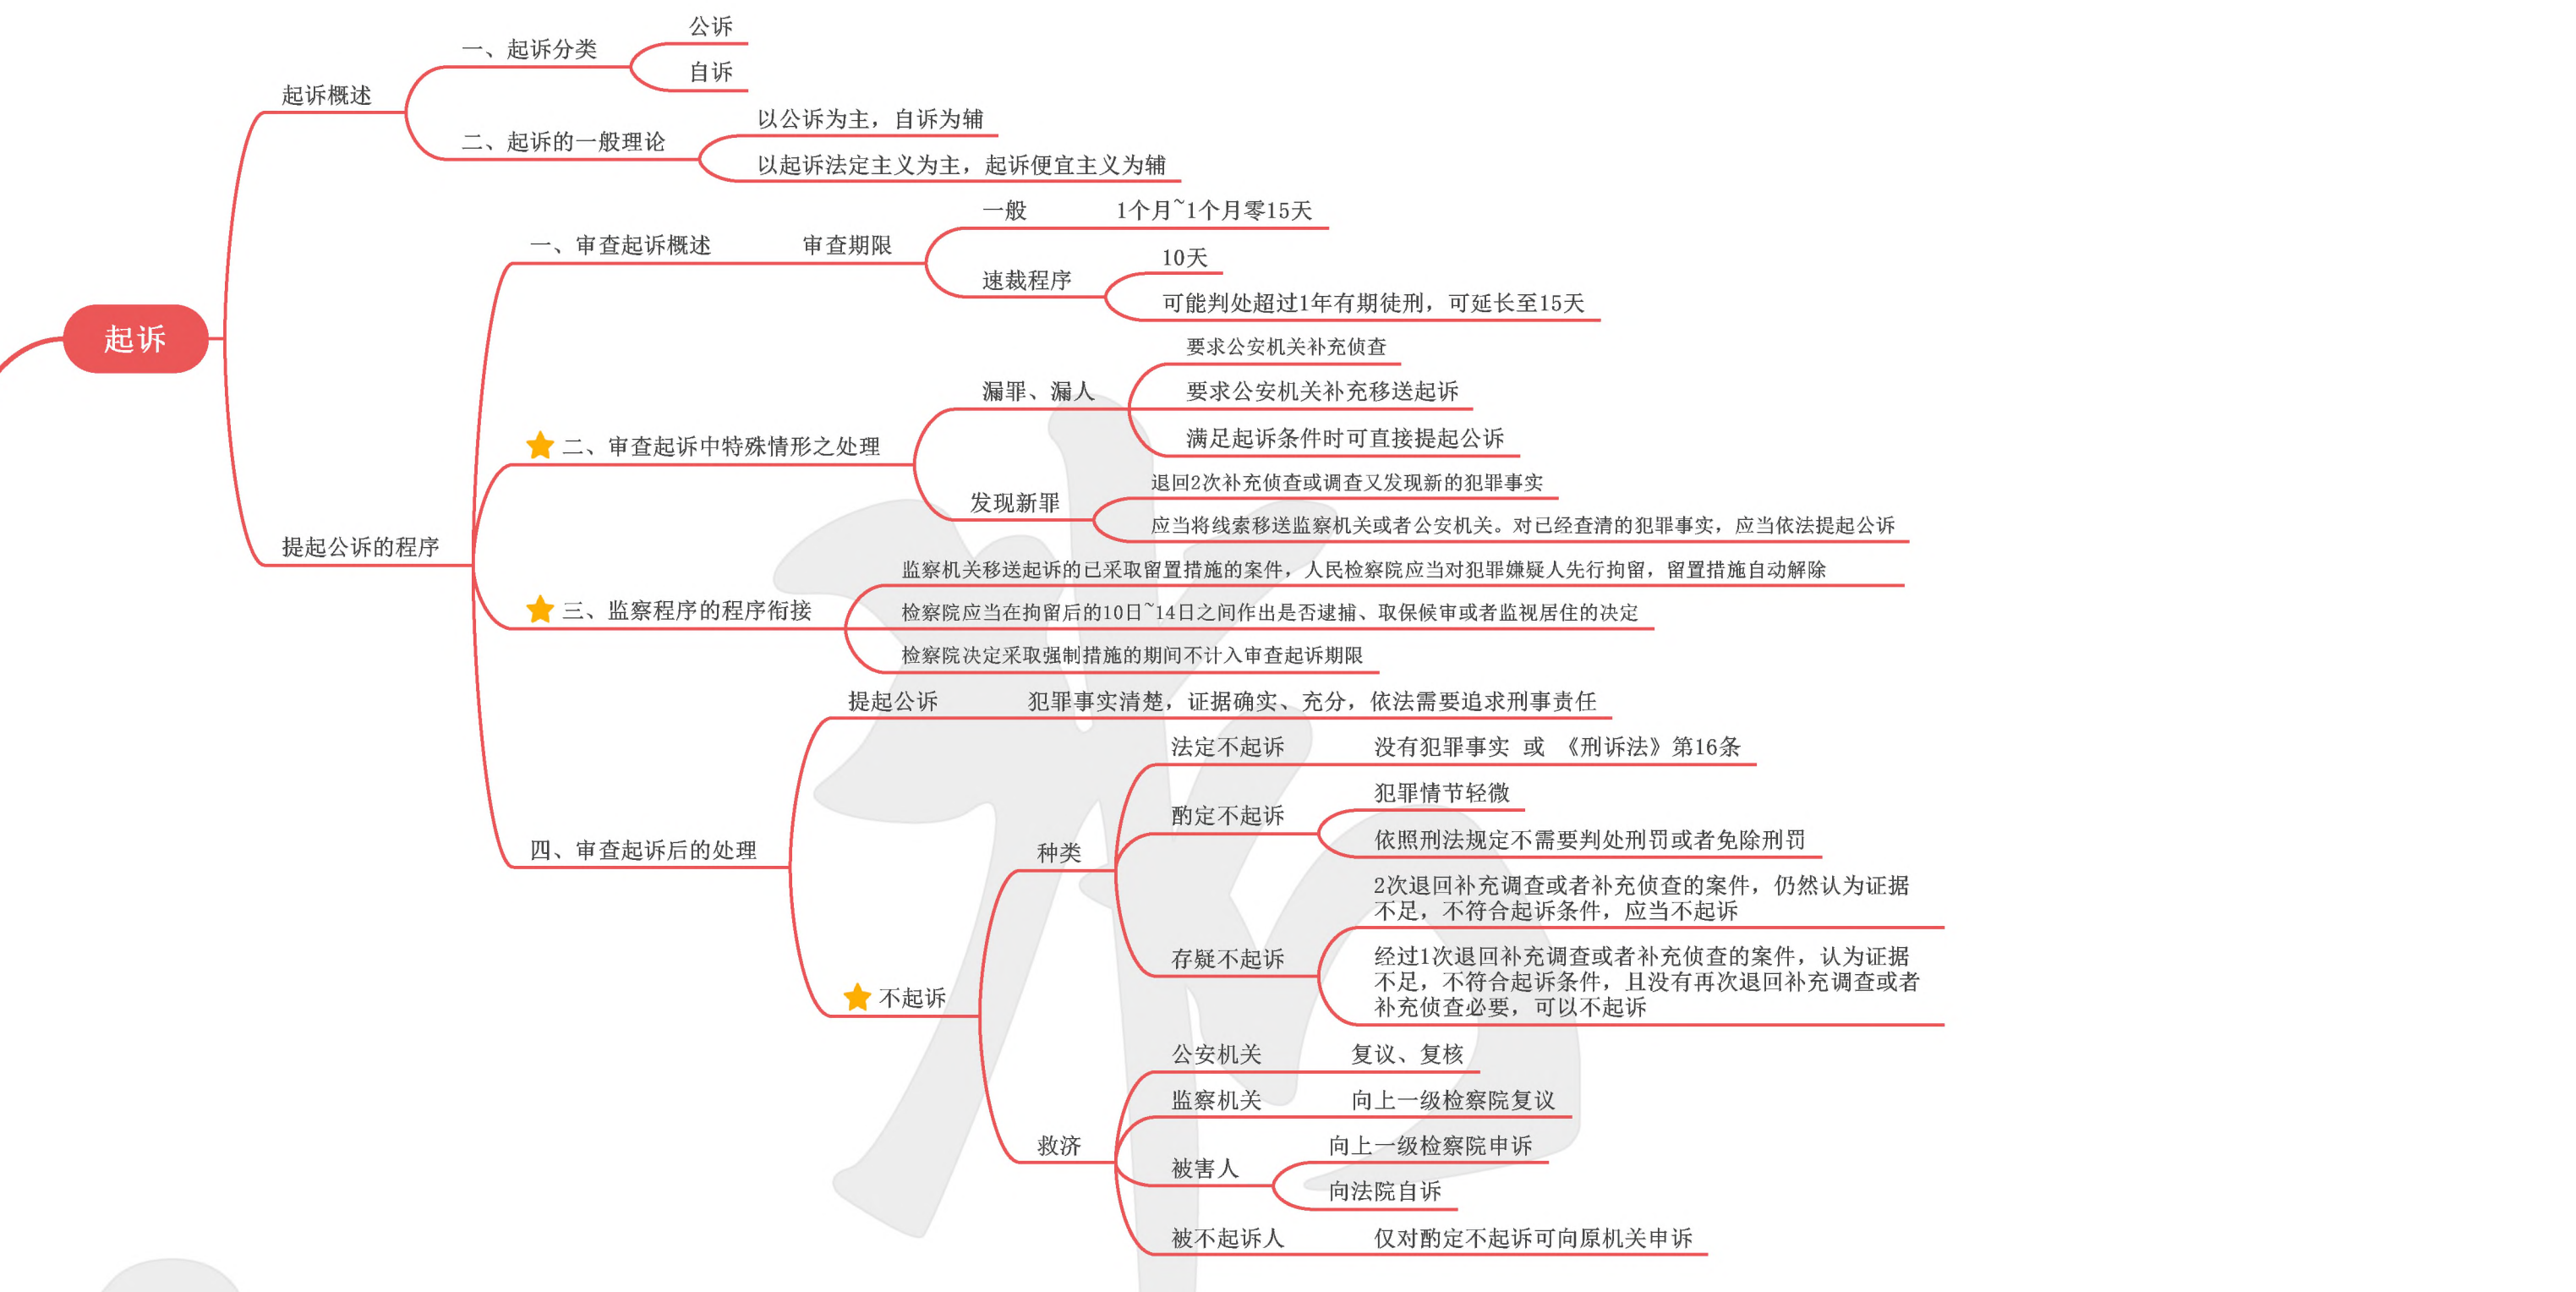 起诉
起诉概述
一、起诉分类
公诉
自诉
二、起诉的一般理论
以公诉为主，自诉为辅
以起诉法定主义为主，起诉便宜主义为辅
提起公诉的程序
一、审查起诉概述
审查期限
一般
1个月~1个月零15天
速裁程序
10天
可能判处超过1年有期徒刑，可延长至15天
二、审查起诉中特殊情形之处理
漏罪、漏人
要求公安机关补充侦查
要求公安机关补充移送起诉
满足起诉条件时可直接提起公诉
发现新罪
退回2次补充侦查或调查又发现新的犯罪事实
应当将线索移送监察机关或者公安机关。对已经查清的犯罪事实，应当依法提起公诉
三、监察程序的程序衔接
监察机关移送起诉的已采取留置措施的案件，人民检察院应当对犯罪嫌疑人先行拘留，留置措施自动解除
检察院应当在拘留后的10日~14日之间作出是否逮捕、取保候审或者监视居住的决定
检察院决定采取强制措施的期间不计入审查起诉期限
四、审查起诉后的处理
提起公诉
犯罪事实清楚，证据确实、充分，依法需要追求刑事责任
不起诉
种类
法定不起诉
没有犯罪事实 或 《刑诉法》第16条
酌定不起诉
犯罪情节轻微
依照刑法规定不需要判处刑罚或者免除刑罚
存疑不起诉
2次退回补充调查或者补充侦查的案件，仍然认为证据
不足，不符合起诉条件，应当不起诉
经过1次退回补充调查或者补充侦查的案件，认为证据
不足，不符合起诉条件，且没有再次退回补充调查或者
补充侦查必要，可以不起诉
救济
公安机关
复议、复核
监察机关
向上一级检察院复议
被害人
向上一级检察院申诉
向法院自诉
被不起诉人
仅对酌定不起诉可向原机关申诉